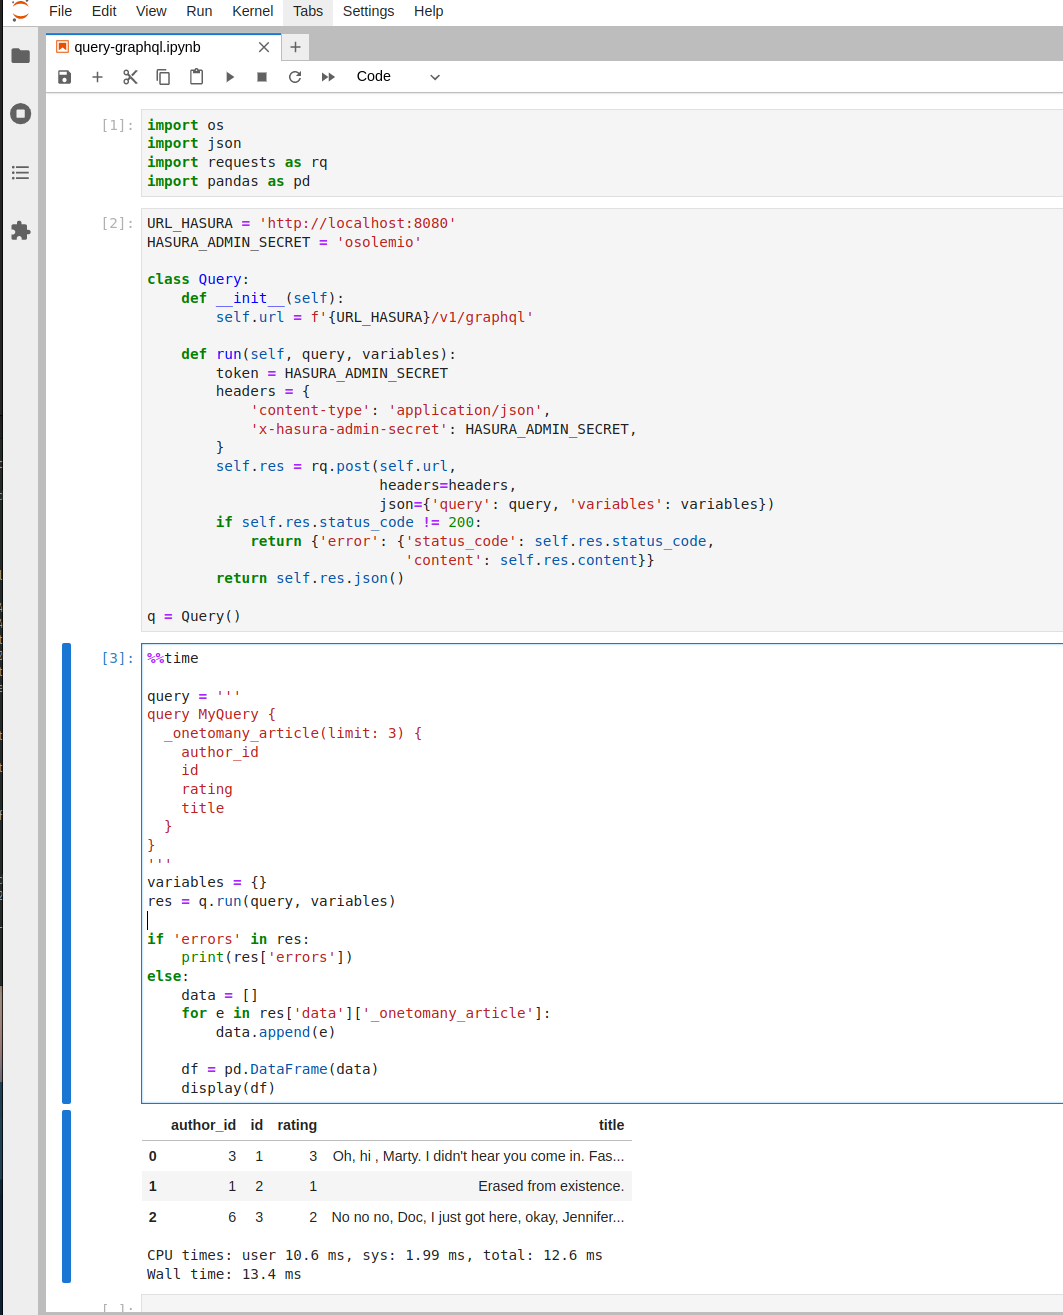 File Edit View Run Kernel Tabs Settings Help
query-graphql.ipynb
Code
[1]:
import os
import json
import requests as rq
import pandas as pd
[2]:
URL_HASURA = 'http://localhost:8080'
HASURA_ADMIN_SECRET = 'osolemio'

class Query:
    def __init__(self):
        self.url = f'{URL_HASURA}/v1/graphql'

    def run(self, query, variables):
        token = HASURA_ADMIN_SECRET
        headers = {
            'content-type': 'application/json',
            'x-hasura-admin-secret': HASURA_ADMIN_SECRET,
        }
        self.res = rq.post(self.url,
                           headers=headers,
                           json={'query': query, 'variables': variables})
        if self.res.status_code != 200:
            return {'error': {'status_code': self.res.status_code,
                              'content': self.res.content}}
        return self.res.json()

q = Query()
[3]:
%%time

query = '''
query MyQuery {
  _onetomany_article(limit: 3) {
    author_id
    id
    rating
    title
  }
}
'''
variables = {}
res = q.run(query, variables)

if 'errors' in res:
    print(res['errors'])
else:
    data = []
    for e in res['data']['_onetomany_article']:
        data.append(e)

    df = pd.DataFrame(data)
    display(df)
author_id id rating title
0 3 1 3 Oh, hi , Marty. I didn't hear you come in. Fas...
1 1 2 1 Erased from existence.
2 6 3 2 No no no, Doc, I just got here, okay, Jennifer...
CPU times: user 10.6 ms, sys: 1.99 ms, total: 12.6 ms
Wall time: 13.4 ms
[ ]: